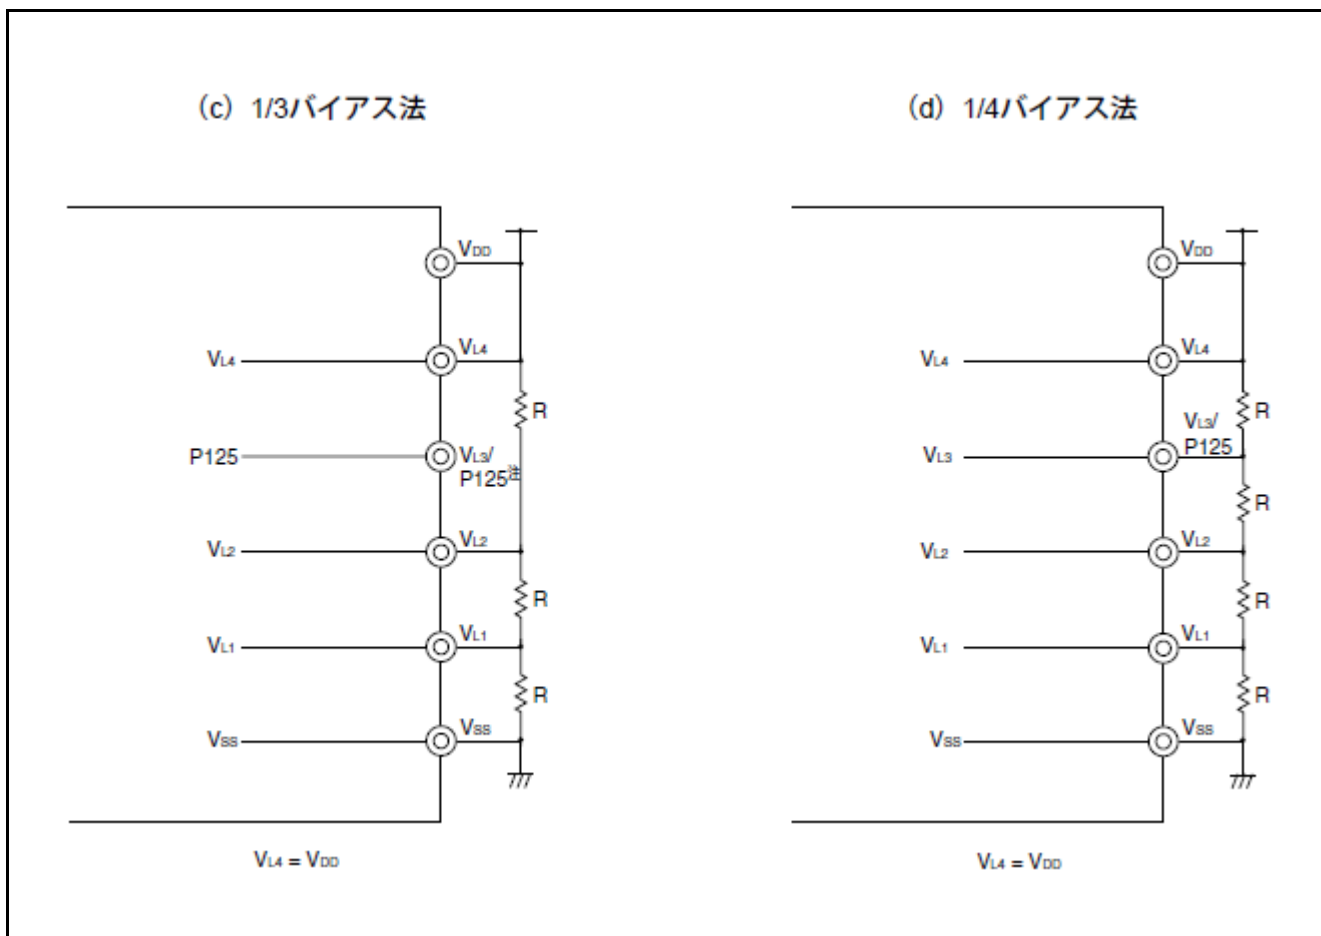 (c) 1/3バイアス法
VDD
VL4
VL4
R
P125
VL3/
P125注
VL2
VL2
R
VL1
VL1
R
VSS
VSS
VL4 = VDD
(d) 1/4バイアス法
VDD
VL4
VL4
R
VL3/
P125
VL3
R
VL2
VL2
R
VL1
VL1
R
VSS
VSS
VL4 = VDD